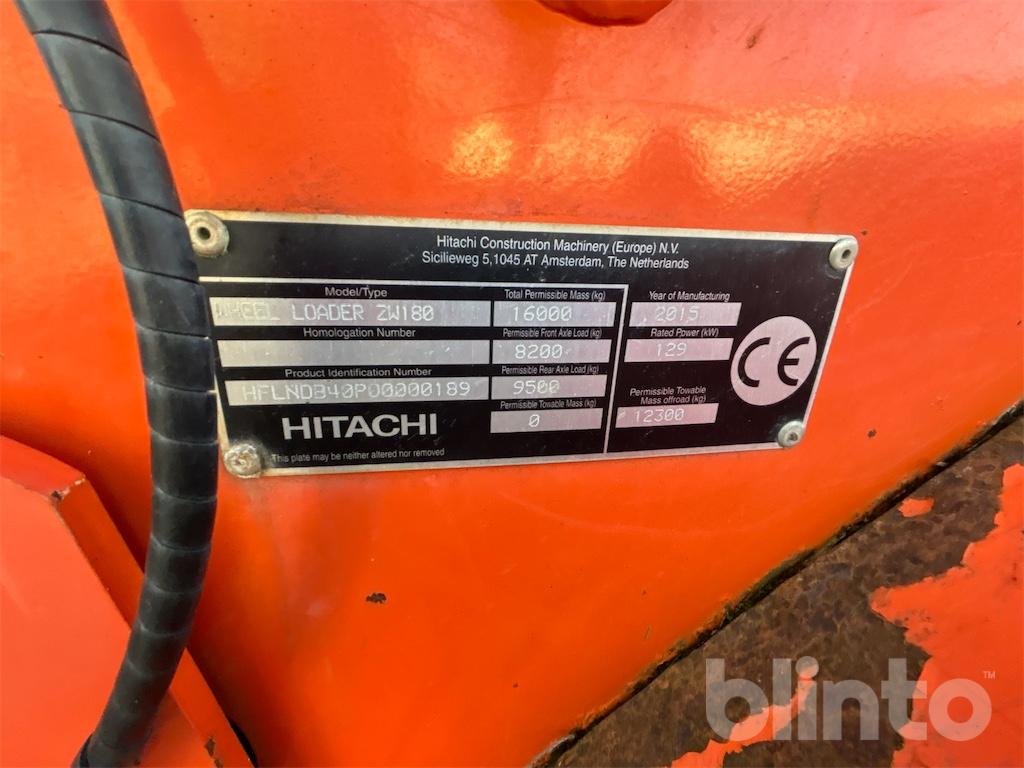 Hitachi Construction Machinery (Europe) N.V.
Sicilieweg 5,1045 AT Amsterdam, The Netherlands
Model/Type
WHEEL LOADER ZW180
Homologation Number
Product Identification Number
HFLNDB40P00000189
HITACHI
This plate may be neither altered nor removed
Total Permissible Mass (kg)
16000
Permissible Front Axle Load (kg)
8200
Permissible Rear Axle Load (kg)
9500
Permissible Towable Mass (kg)
0
Year of Manufacturing
2015
Rated Power (kW)
129
Permissible Towable
Mass offroad (kg)
12300
CE
blinto™